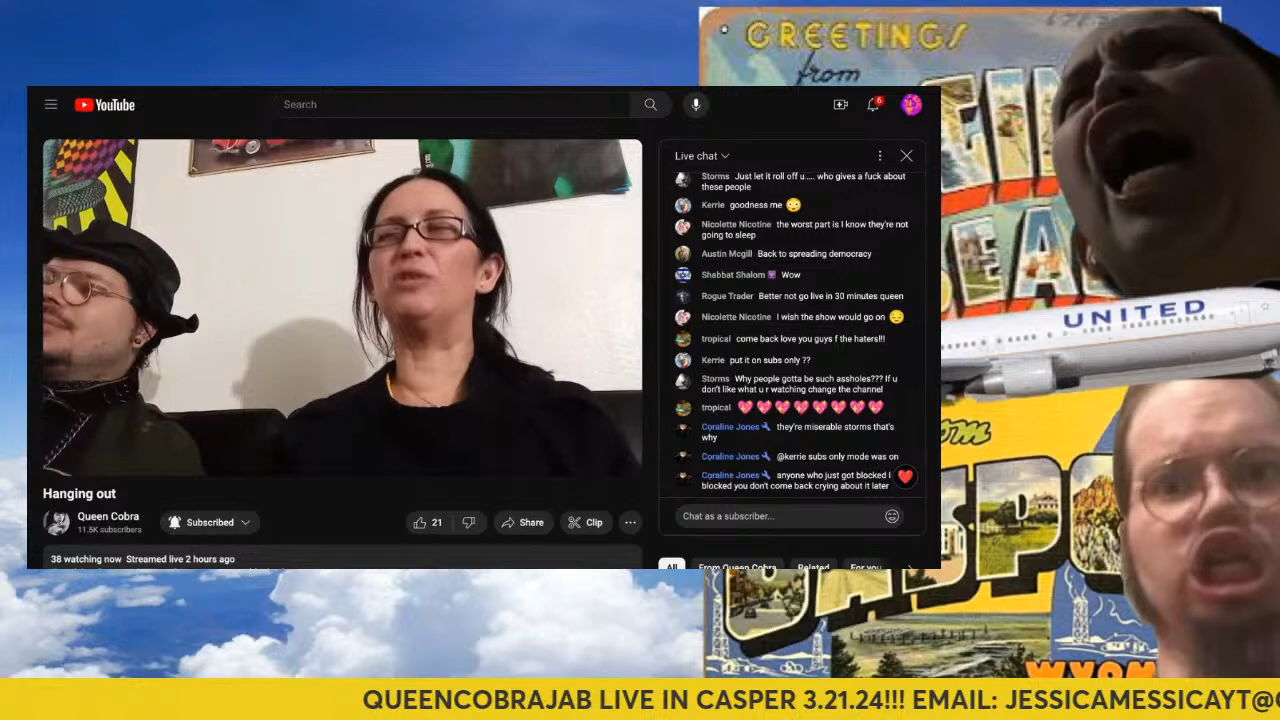 GREETINGS
from
YouTube
Search
6
UNITED
Live chat
Storms Just let it roll off u..... who gives a fuck about
these people
Kerrie goodness me 😳
Nicolette Nicotine the worst part is I know they're not
going to sleep
Austin Mcgill Back to spreading democracy
Shabbat Shalom Wow
Rogue Trader Better not go live in 30 minutes queen
Nicolette Nicotine I wish the show would go on 😔
tropical come back love you guys f the haters!!!
Kerrie put it on subs only ??
Storms Why people gotta be such assholes??? If u
don't like what u r watching change the channel
tropical 💖💖💖💖💖💖💖💖
Coraline Jones they're miserable storms that's
why
Coraline Jones @kerrie subs only mode was on
Coraline Jones anyone who just got blocked I
blocked you don't come back crying about it later
Chat as a subscriber...
Hanging out
Queen Cobra
11.5K subscribers
Subscribed
21
Share
Clip
38 watching now Streamed live 2 hours ago
All
From Queen Cobra
Related
For you
QUEENCOBRAJAB LIVE IN CASPER 3.21.24!!! EMAIL: JESSICAMESSICAYT@